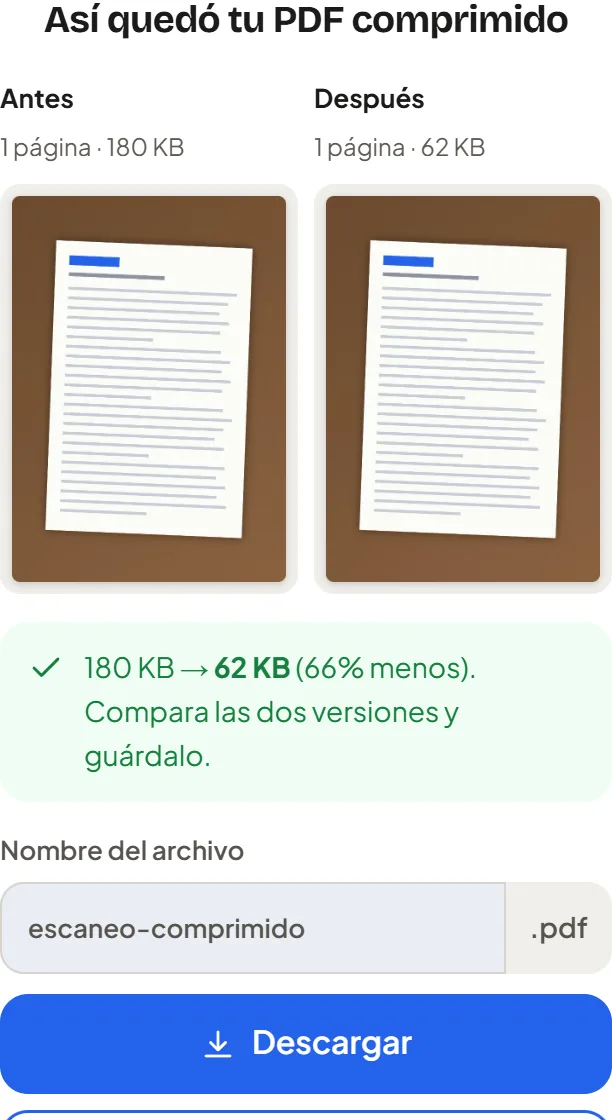 Así quedó tu PDF comprimido
Antes
1 página · 180 KB
Después
1 página · 62 KB
180 KB → 62 KB (66% menos).
Compara las dos versiones y
guárdalo.
Nombre del archivo
escaneo-comprimido
.pdf
Descargar